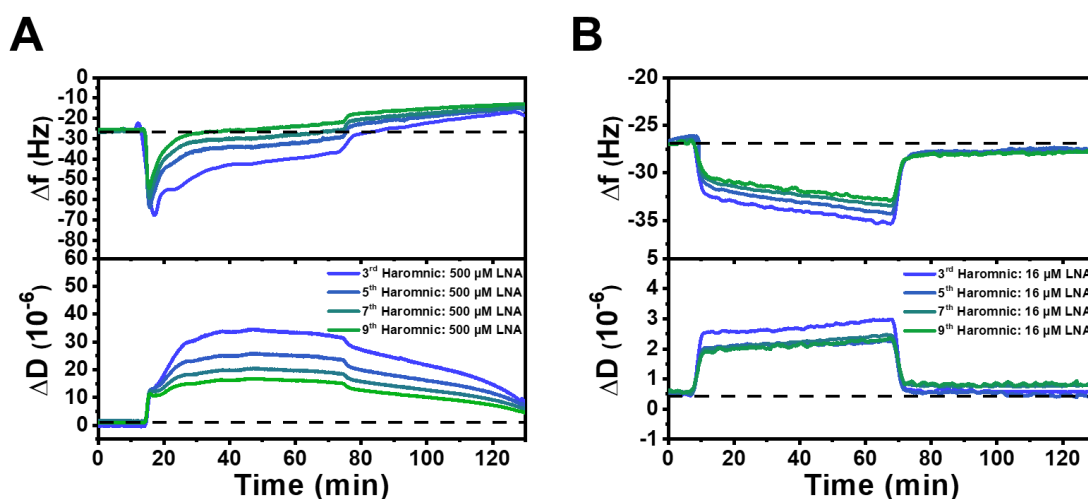 A
B
0
-10
-20
-30
-40
-50
-60
-70
-80
Δf (Hz)
60
50
40
30
20
10
0
ΔD (10⁻⁶)
3ʳᵈ Haromnic: 500 µM LNA
5ᵗʰ Haromnic: 500 µM LNA
7ᵗʰ Haromnic: 500 µM LNA
9ᵗʰ Haromnic: 500 µM LNA
0 20 40 60 80 100 120
Time (min)
-20
-25
-30
-35
Δf (Hz)
5
4
3
2
1
0
-1
ΔD (10⁻⁶)
3ʳᵈ Haromnic: 16 µM LNA
5ᵗʰ Haromnic: 16 µM LNA
7ᵗʰ Haromnic: 16 µM LNA
9ᵗʰ Haromnic: 16 µM LNA
0 20 40 60 80 100 120
Time (min)